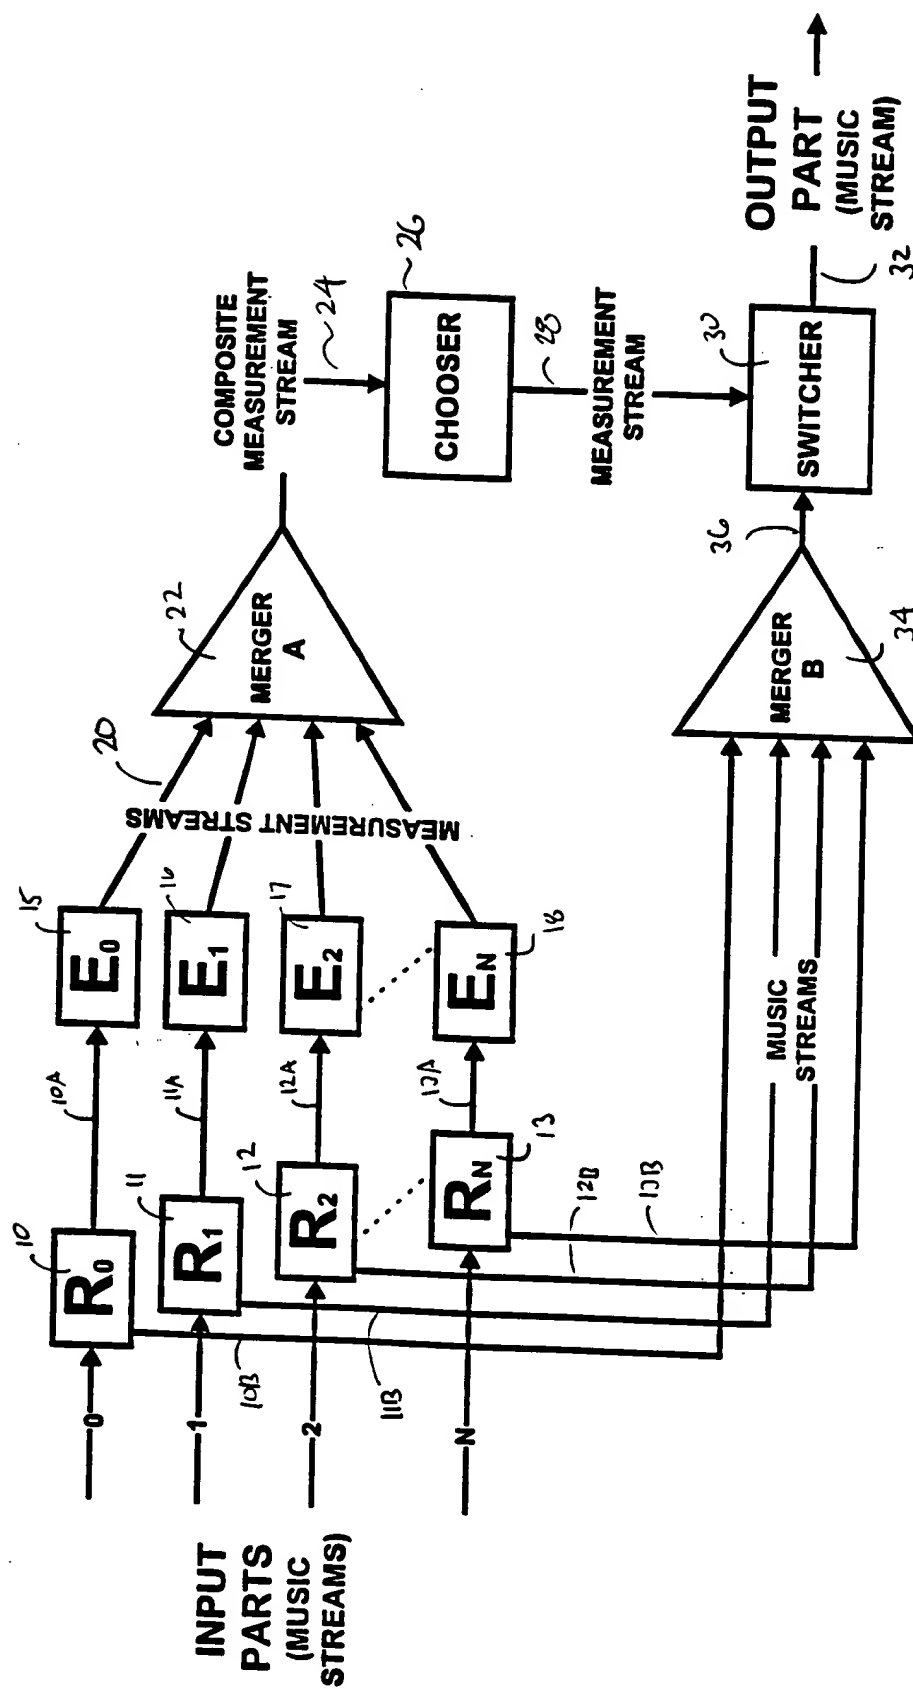 INPUT
PARTS
(MUSIC
STREAMS)
0
1
2
N
10
R0
11
R1
12
R2
13
RN
10A
11A
12A
13A
10B
11B
12B
13B
15
E0
16
E1
17
E2
18
EN
MEASUREMENT STREAMS
20
22
MERGER
A
COMPOSITE
MEASUREMENT
STREAM
24
26
CHOOSER
28
MEASUREMENT
STREAM
MUSIC
STREAMS
MERGER
B
34
36
30
SWITCHER
32
OUTPUT
PART
(MUSIC
STREAM)